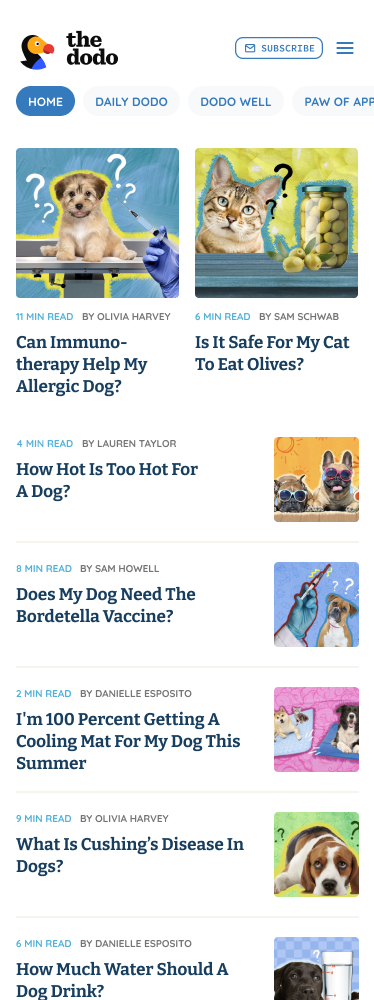 the
dodo
SUBSCRIBE
HOME
DAILY DODO
DODO WELL
PAW OF APP
11 MIN READ BY OLIVIA HARVEY
Can Immuno-
therapy Help My
Allergic Dog?
6 MIN READ BY SAM SCHWAB
Is It Safe For My Cat
To Eat Olives?
4 MIN READ BY LAUREN TAYLOR
How Hot Is Too Hot For
A Dog?
8 MIN READ BY SAM HOWELL
Does My Dog Need The
Bordetella Vaccine?
2 MIN READ BY DANIELLE ESPOSITO
I'm 100 Percent Getting A
Cooling Mat For My Dog This
Summer
9 MIN READ BY OLIVIA HARVEY
What Is Cushing’s Disease In
Dogs?
6 MIN READ BY DANIELLE ESPOSITO
How Much Water Should A
Dog Drink?